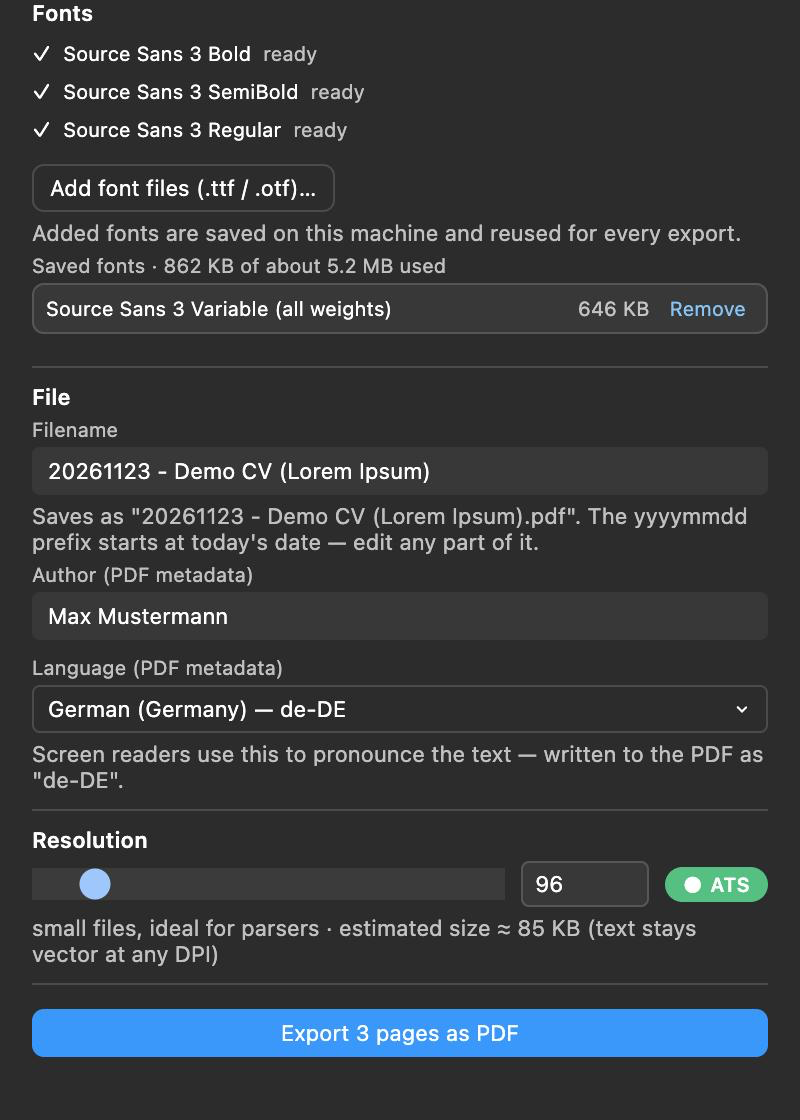 Fonts
✓ Source Sans 3 Bold ready
✓ Source Sans 3 SemiBold ready
✓ Source Sans 3 Regular ready
Add font files (.ttf / .otf)...
Added fonts are saved on this machine and reused for every export.
Saved fonts · 862 KB of about 5.2 MB used
Source Sans 3 Variable (all weights) 646 KB Remove
File
Filename
20261123 - Demo CV (Lorem Ipsum)
Saves as "20261123 - Demo CV (Lorem Ipsum).pdf". The yyyymmdd
prefix starts at today's date — edit any part of it.
Author (PDF metadata)
Max Mustermann
Language (PDF metadata)
German (Germany) — de-DE
Screen readers use this to pronounce the text — written to the PDF as
"de-DE".
Resolution
96 ATS
small files, ideal for parsers · estimated size ≈ 85 KB (text stays
vector at any DPI)
Export 3 pages as PDF